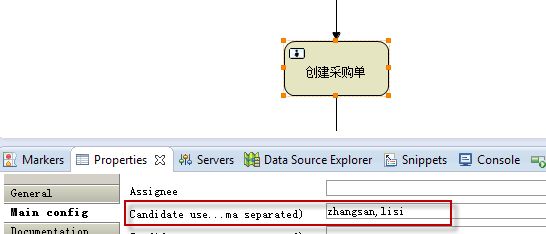 创建采购单
Markers Properties Servers Data Source Explorer Snippets Console
General
Assignee
Main config
Candidate use...ma separated) zhangsan,lisi
Documentation